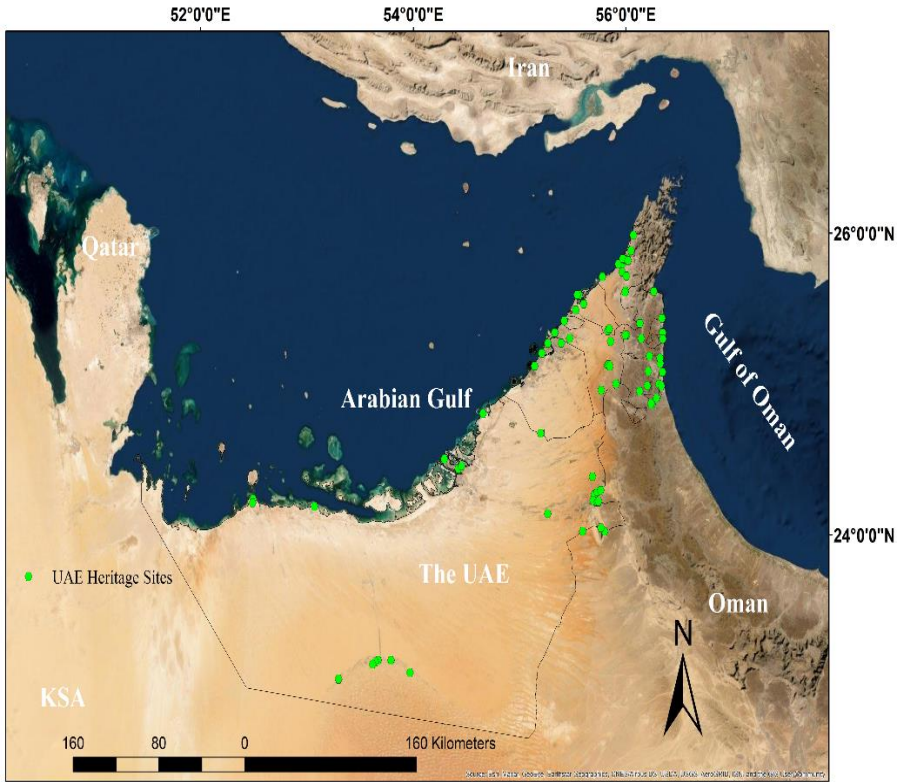 52°0'0"E 54°0'0"E 56°0'0"E
Iran
Qatar
26°0'0"N
Gulf of Oman
Arabian Gulf
24°0'0"N
UAE Heritage Sites
The UAE
Oman
N
KSA
160 80 0 160 Kilometers